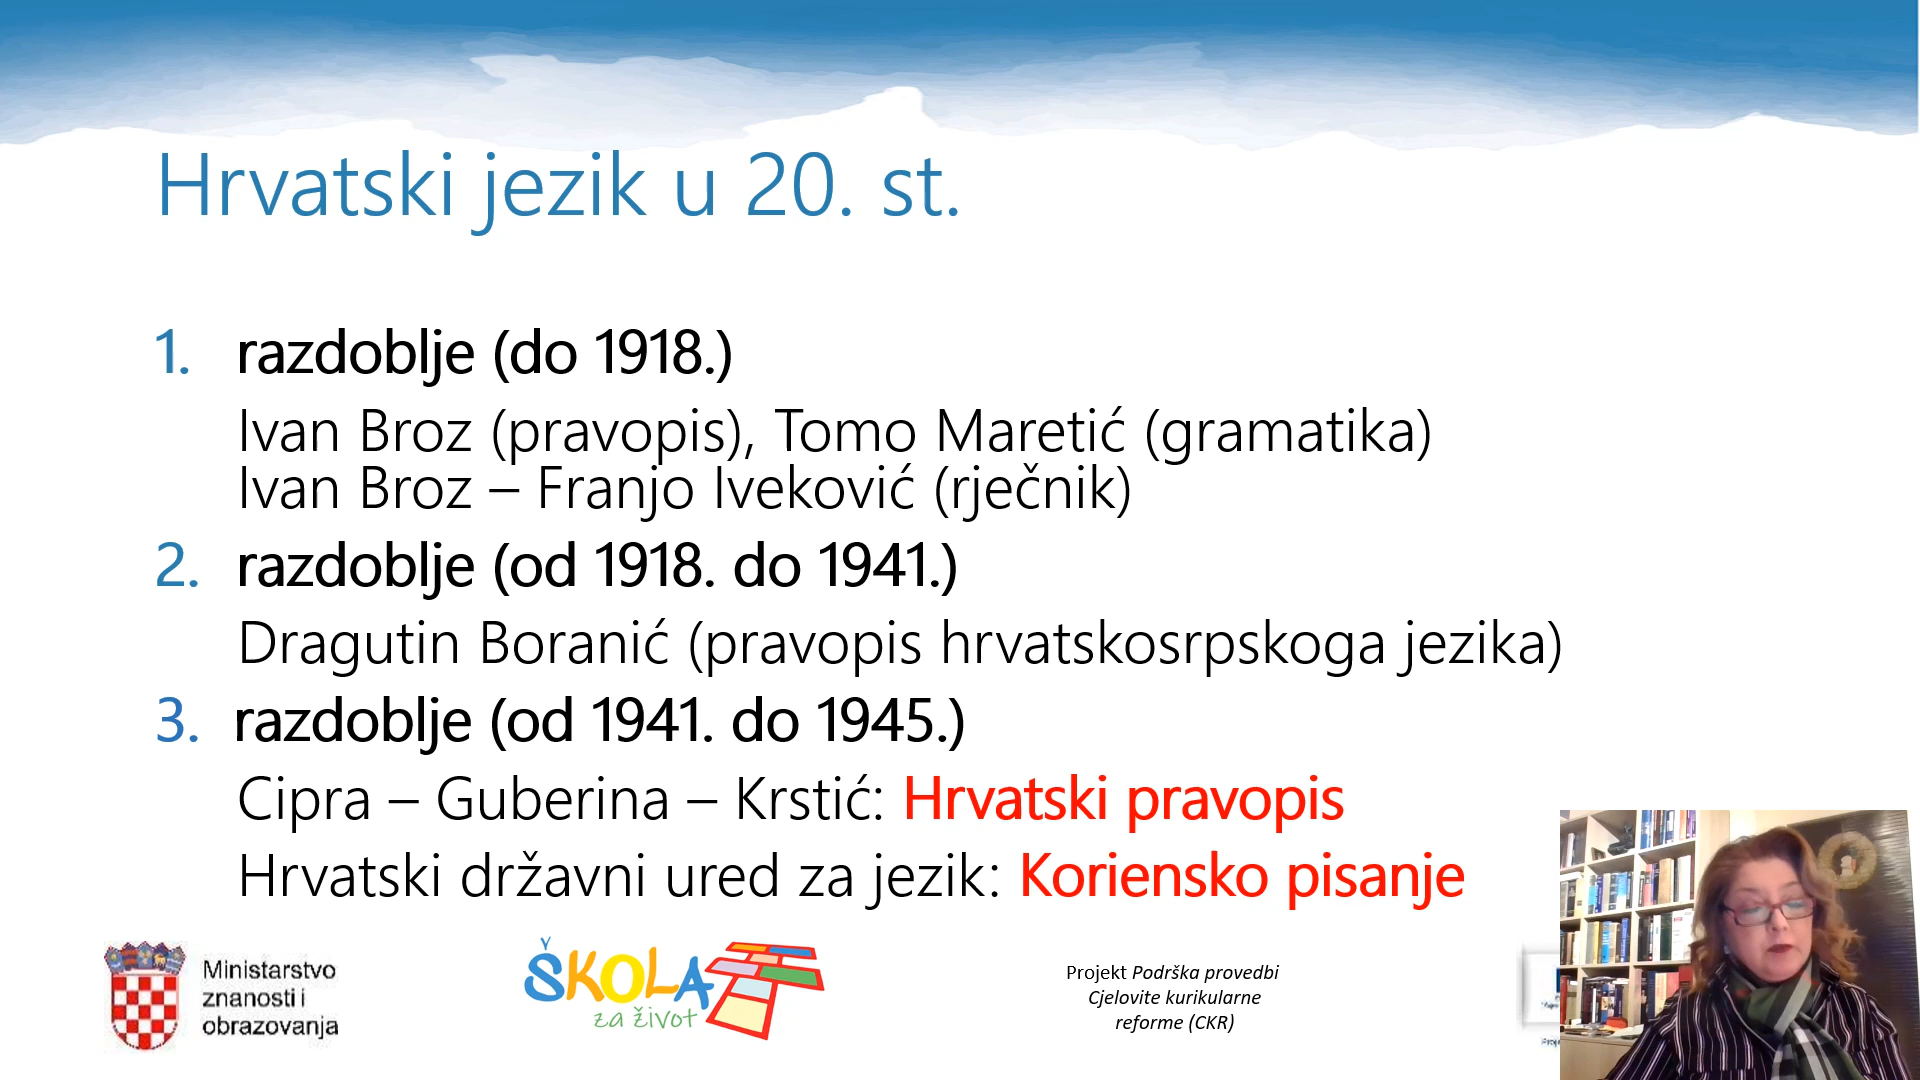 Hrvatski jezik u 20. st.
1. razdoblje (do 1918.)
Ivan Broz (pravopis), Tomo Maretić (gramatika)
Ivan Broz – Franjo Iveković (rječnik)
2. razdoblje (od 1918. do 1941.)
Dragutin Boranić (pravopis hrvatskosrpskoga jezika)
3. razdoblje (od 1941. do 1945.)
Cipra – Guberina – Krstić: Hrvatski pravopis
Hrvatski državni ured za jezik: Koriensko pisanje
Ministarstvo
znanosti i
obrazovanja
ŠKOLA
za život
Projekt Podrška provedbi
Cjelovite kurikularne
reforme (CKR)